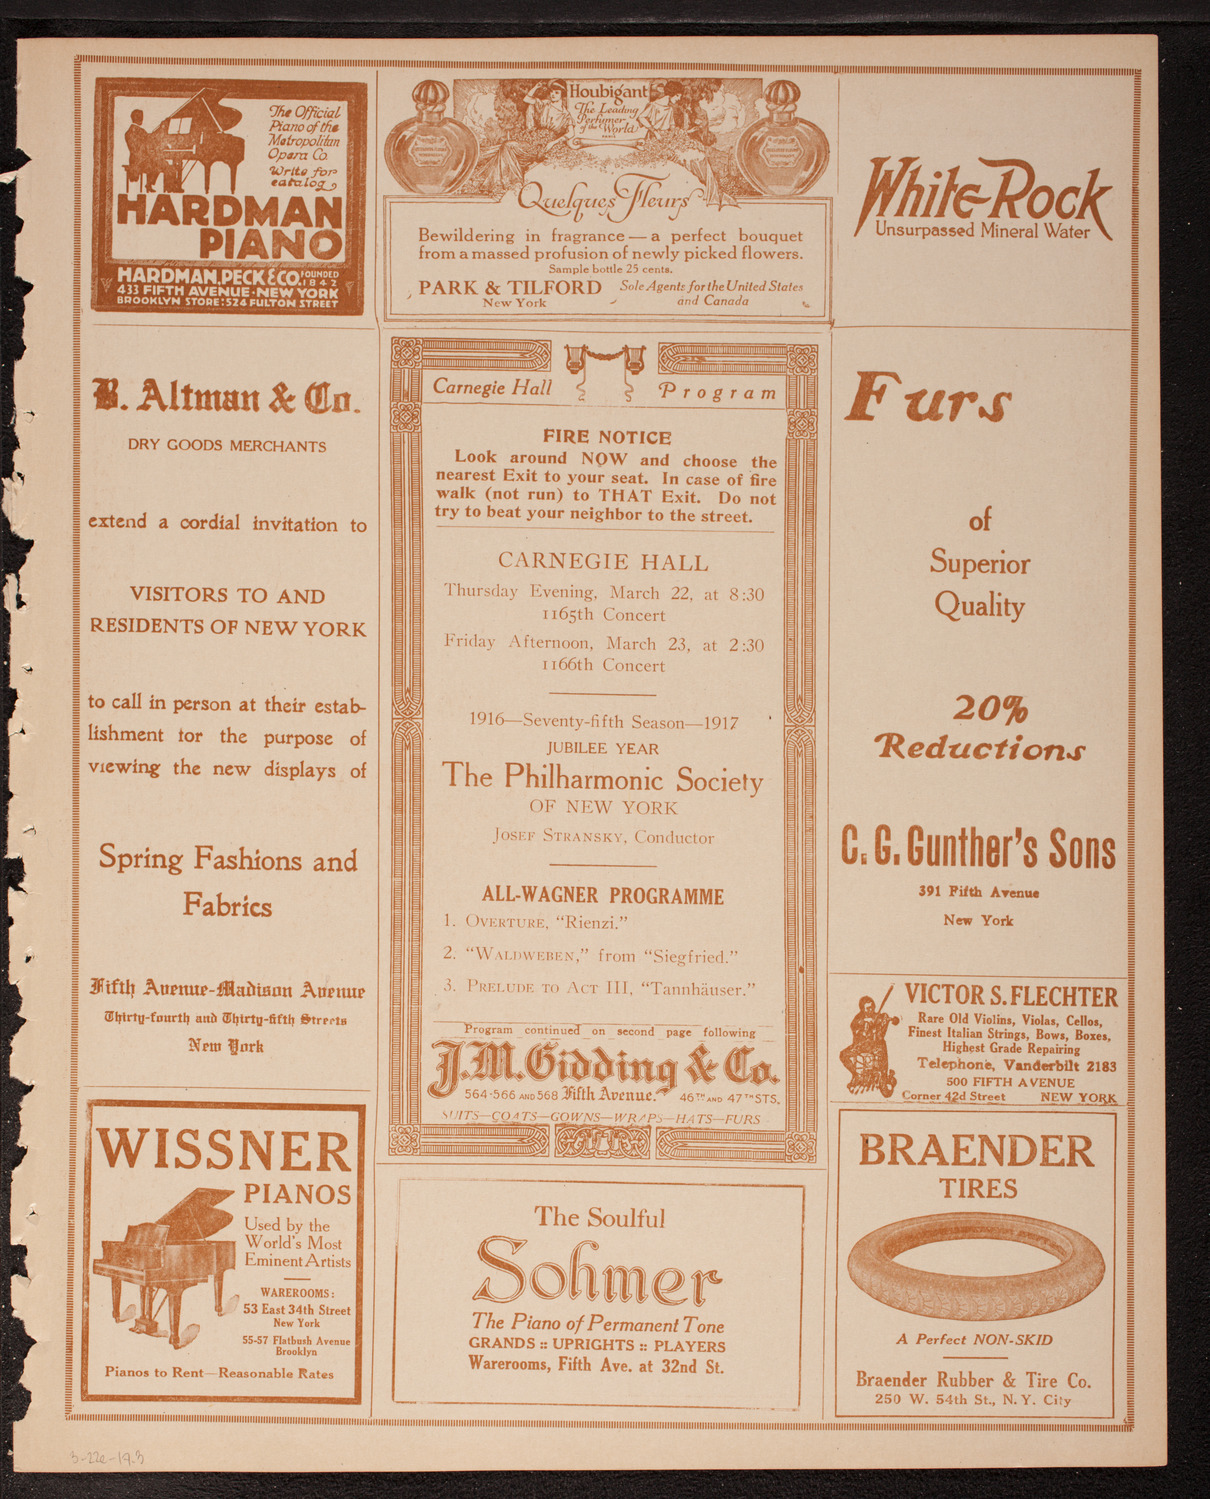 The Official
Piano of the
Metropolitan
Opera Co.
Write for
catalog
HARDMAN
PIANO
HARDMAN, PECK & CO. FOUNDED 1842
433 FIFTH AVENUE · NEW YORK
BROOKLYN STORE: 524 FULTON STREET
Houbigant
The Leading
Perfumer
of the World
Quelques Fleurs
Bewildering in fragrance — a perfect bouquet
from a massed profusion of newly picked flowers.
Sample bottle 25 cents.
PARK & TILFORD
New York
Sole Agents for the United States
and Canada
White-Rock
Unsurpassed Mineral Water
B. Altman & Co.
DRY GOODS MERCHANTS
extend a cordial invitation to
VISITORS TO AND
RESIDENTS OF NEW YORK
to call in person at their estab-
lishment for the purpose of
viewing the new displays of
Spring Fashions and
Fabrics
Fifth Avenue-Madison Avenue
Thirty-fourth and Thirty-fifth Streets
New York
Carnegie Hall Program
FIRE NOTICE
Look around NOW and choose the
nearest Exit to your seat. In case of fire
walk (not run) to THAT Exit. Do not
try to beat your neighbor to the street.
CARNEGIE HALL
Thursday Evening, March 22, at 8:30
1165th Concert
Friday Afternoon, March 23, at 2:30
1166th Concert
1916—Seventy-fifth Season—1917
JUBILEE YEAR
The Philharmonic Society
OF NEW YORK
JOSEF STRANSKY, Conductor
ALL-WAGNER PROGRAMME
1. OVERTURE, "Rienzi."
2. "WALDWEBEN," from "Siegfried."
3. PRELUDE TO ACT III, "Tannhäuser."
Program continued on second page following
J.M. Gidding & Co.
564-566 AND 568 Fifth Avenue. 46TH AND 47TH STS.
SUITS—COATS—GOWNS—WRAPS—HATS—FURS
Furs
of
Superior
Quality
20%
Reductions
C. G. Gunther's Sons
391 Fifth Avenue
New York
VICTOR S. FLECHTER
Rare Old Violins, Violas, Cellos,
Finest Italian Strings, Bows, Boxes,
Highest Grade Repairing
Telephone, Vanderbilt 2183
500 FIFTH AVENUE
Corner 42d Street NEW YORK
WISSNER
PIANOS
Used by the
World's Most
Eminent Artists
WAREROOMS:
53 East 34th Street
New York
55-57 Flatbush Avenue
Brooklyn
Pianos to Rent—Reasonable Rates
The Soulful
Sohmer
The Piano of Permanent Tone
GRANDS :: UPRIGHTS :: PLAYERS
Warerooms, Fifth Ave. at 32nd St.
BRAENDER
TIRES
A Perfect NON-SKID
Braender Rubber & Tire Co.
250 W. 54th St., N. Y. City
3-22e-19.3